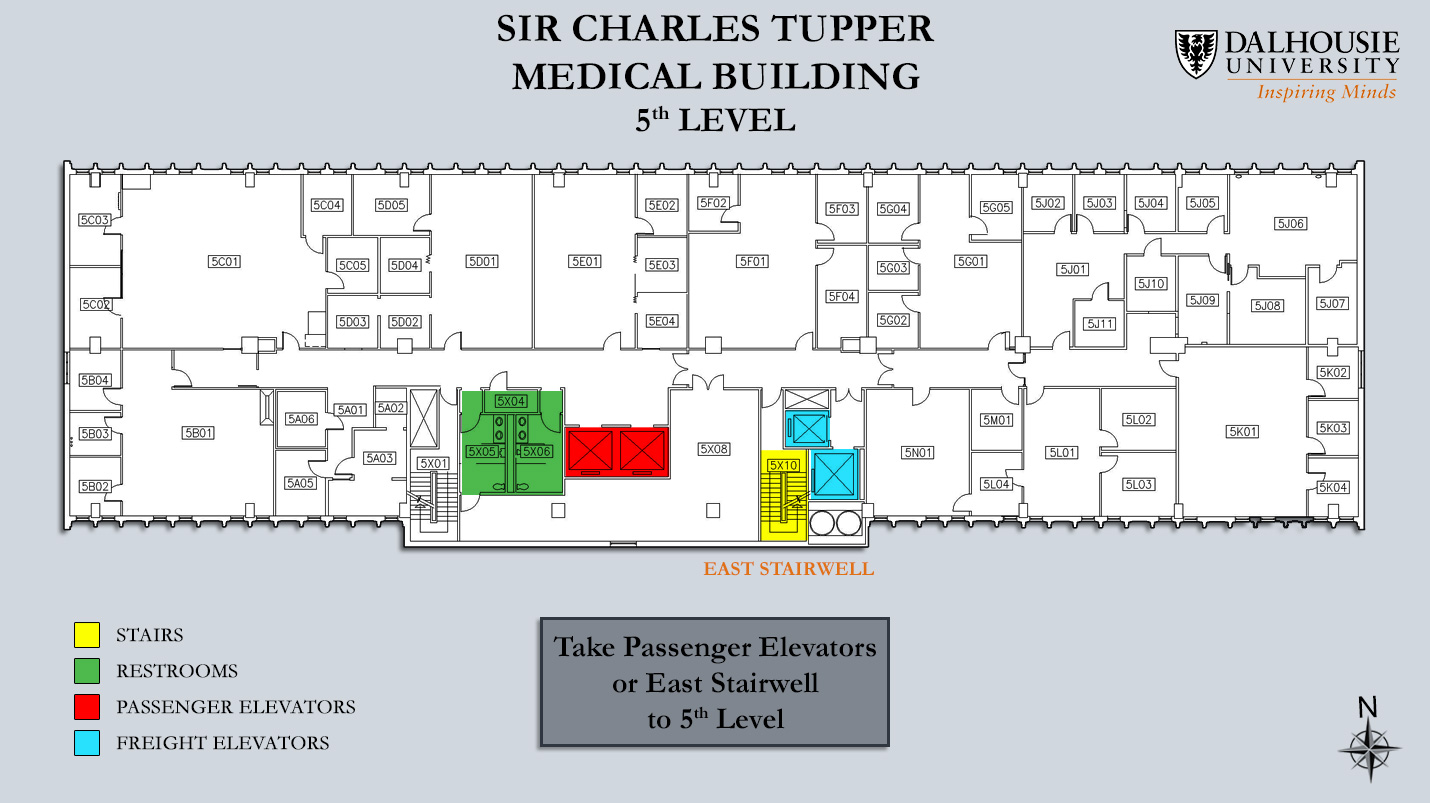 SIR CHARLES TUPPER
MEDICAL BUILDING
5th LEVEL
DALHOUSIE
UNIVERSITY
Inspiring Minds
5C03
5C04
5D05
5E02
5F02
5F03
5G04
5G05
5J02
5J03
5J04
5J05
5J06
5C01
5C05
5D04
5D01
5E01
5E03
5F01
5G03
5G01
5J01
5J10
5C02
5D03
5D02
5E04
5F04
5G02
5J11
5J09
5J08
5J07
5B04
5A06
5A01
5A02
5X04
5M01
5L02
5K02
5B03
5B01
5A03
5X01
5X05
5X06
5X08
5X10
5N01
5L01
5K01
5K03
5B02
5A05
5L04
5L03
5K04
EAST STAIRWELL
STAIRS
RESTROOMS
PASSENGER ELEVATORS
FREIGHT ELEVATORS
Take Passenger Elevators
or East Stairwell
to 5th Level
N